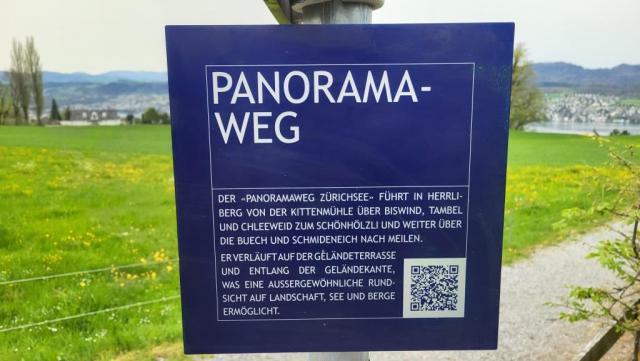 PANORAMA-
WEG
DER «PANORAMAWEG ZÜRICHSEE» FÜHRT IN HERRLI-
BERG VON DER KITTENMÜHLE ÜBER BISWIND, TAMBEL
UND CHLEEWEID ZUM SCHÖNHÖLZLI UND WEITER ÜBER
DIE BUECH UND SCHMIDENEICH NACH MEILEN.
ER VERLÄUFT AUF DER GELÄNDETERRASSE
UND ENTLANG DER GELÄNDEKANTE,
WAS EINE AUSSERGEWÖHNLICHE RUND-
SICHT AUF LANDSCHAFT, SEE UND BERGE
ERMÖGLICHT.